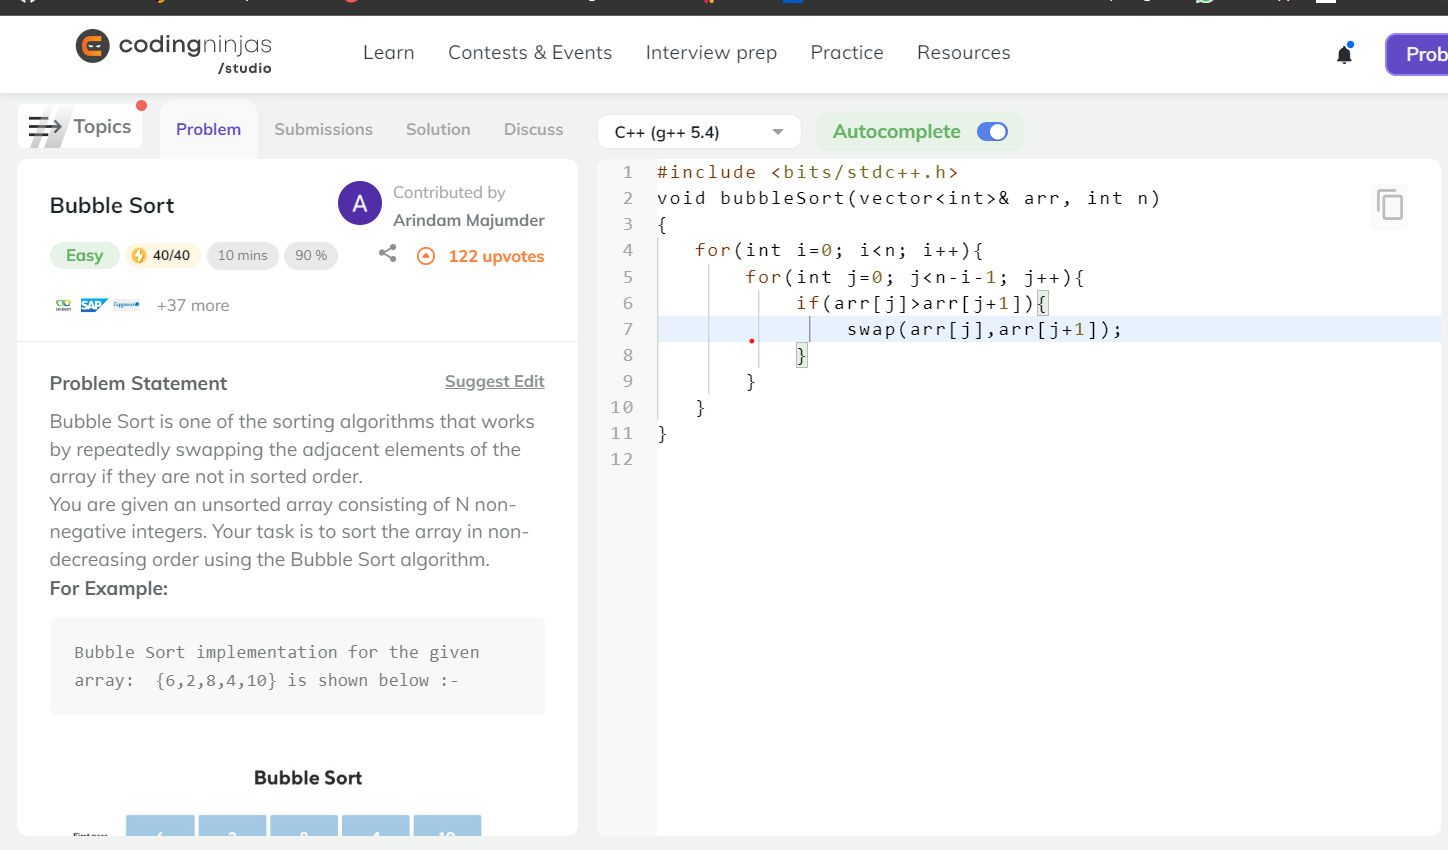 codingninjas
/studio
Learn Contests & Events Interview prep Practice Resources
Prob
Topics Problem Submissions Solution Discuss
C++ (g++ 5.4) Autocomplete
Bubble Sort
A
Contributed by
Arindam Majumder
Easy 40/40 10 mins 90 % 122 upvotes
SAP Capgemini +37 more
Problem Statement Suggest Edit
Bubble Sort is one of the sorting algorithms that works
by repeatedly swapping the adjacent elements of the
array if they are not in sorted order.
You are given an unsorted array consisting of N non-
negative integers. Your task is to sort the array in non-
decreasing order using the Bubble Sort algorithm.
For Example:
Bubble Sort implementation for the given
array:  {6,2,8,4,10} is shown below :-
Bubble Sort
1 #include <bits/stdc++.h>
2 void bubbleSort(vector<int>& arr, int n)
3 {
4    for(int i=0; i<n; i++){
5        for(int j=0; j<n-i-1; j++){
6            if(arr[j]>arr[j+1]){
7                swap(arr[j],arr[j+1]);
8            }
9        }
10    }
11 }
12